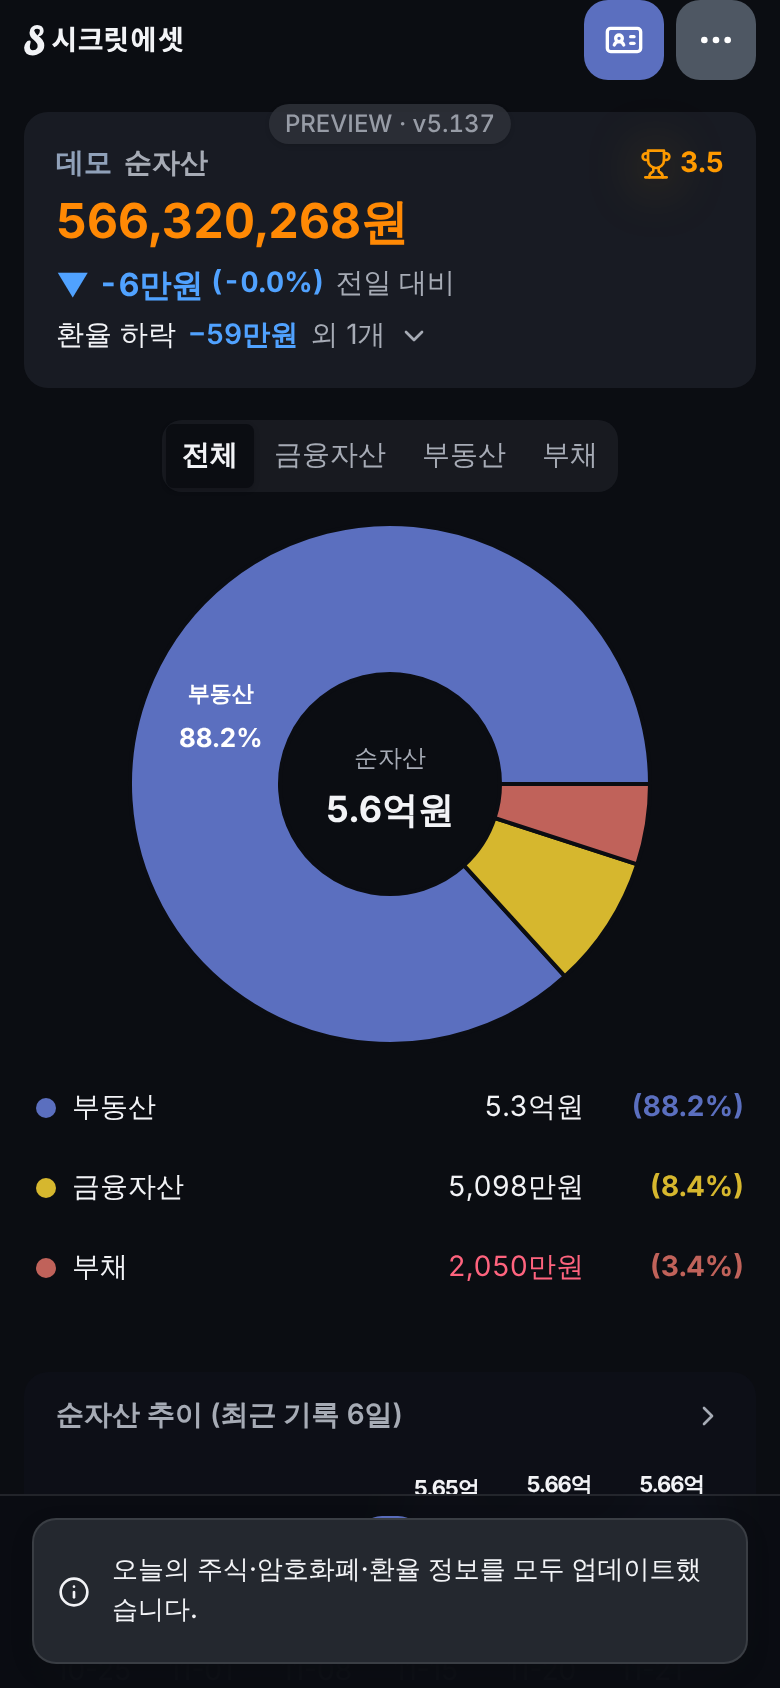 시크릿에셋
PREVIEW · v5.137
데모 순자산
3.5
566,320,268원
▼ -6만원 (-0.0%) 전일 대비
환율 하락 −59만원 외 1개
전체 금융자산 부동산 부채
부동산
88.2%
순자산
5.6억원
부동산 5.3억원 (88.2%)
금융자산 5,098만원 (8.4%)
부채 2,050만원 (3.4%)
순자산 추이 (최근 기록 6일)
5.65억 5.66억 5.66억
오늘의 주식·암호화폐·환율 정보를 모두 업데이트했
습니다.